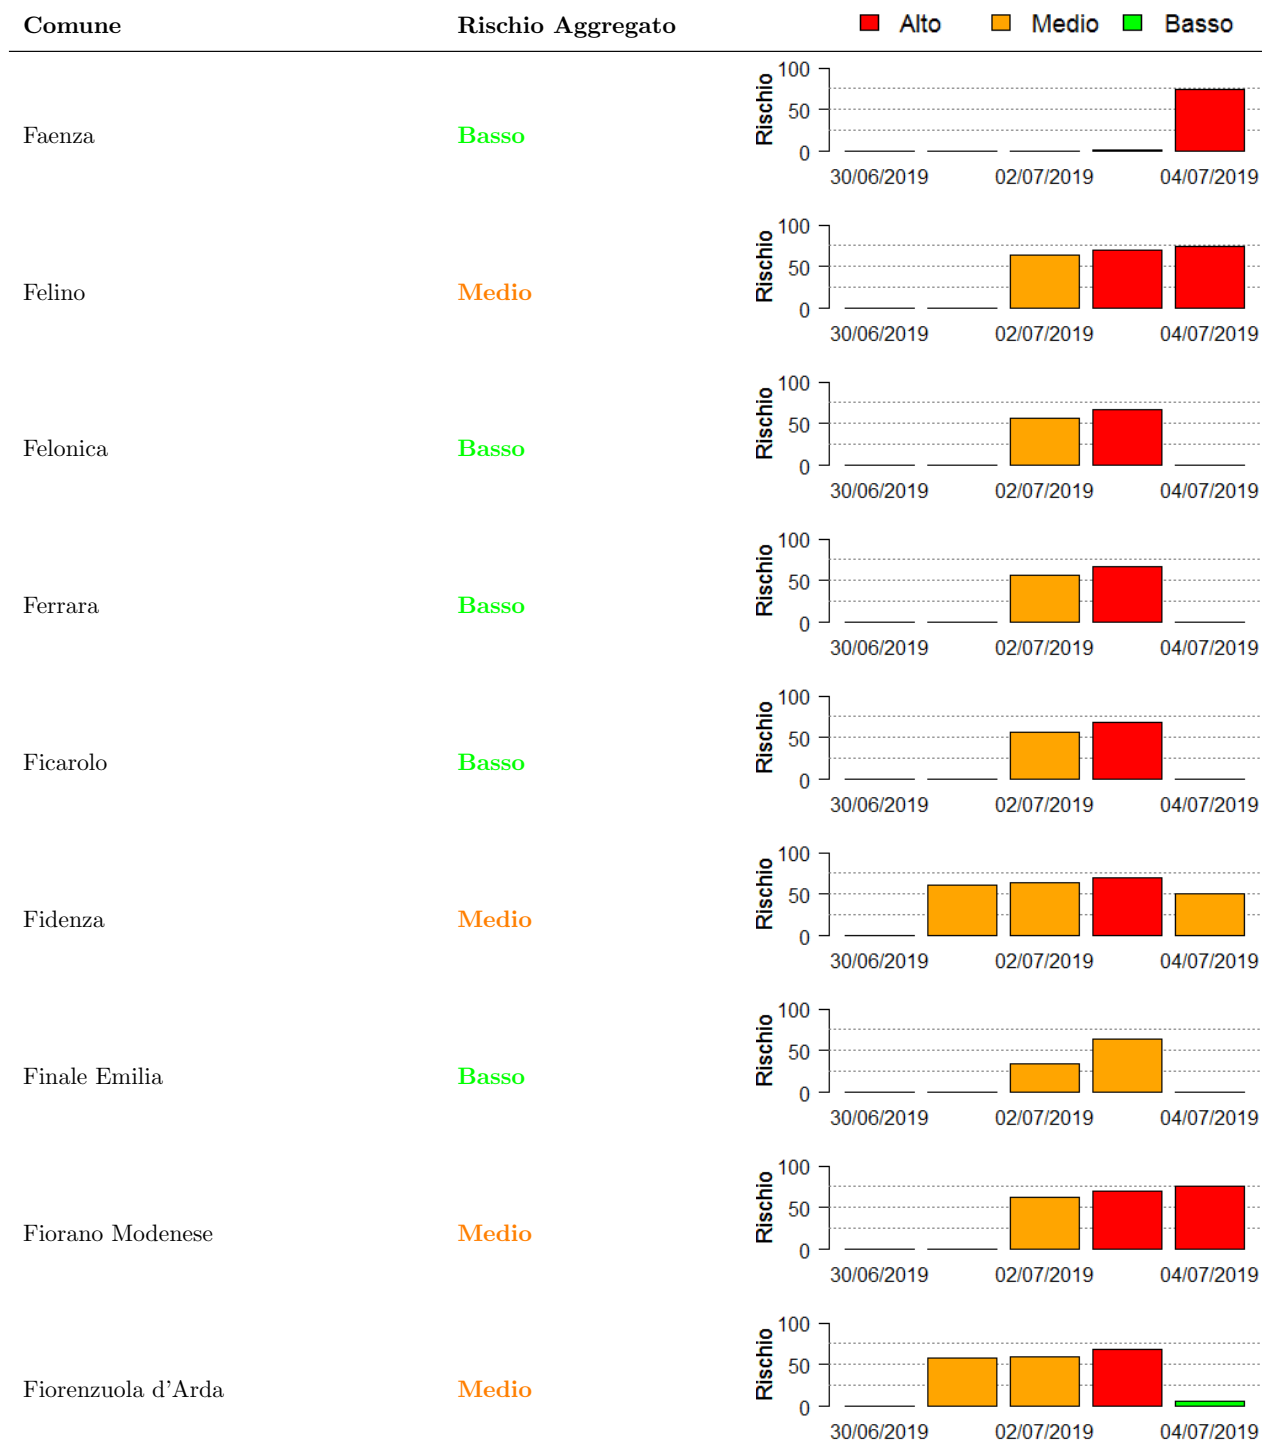 Comune Rischio Aggregato Alto Medio Basso
Faenza Basso Rischio 100 50 0
30/06/2019 02/07/2019 04/07/2019
Felino Medio Rischio 100 50 0
30/06/2019 02/07/2019 04/07/2019
Felonica Basso Rischio 100 50 0
30/06/2019 02/07/2019 04/07/2019
Ferrara Basso Rischio 100 50 0
30/06/2019 02/07/2019 04/07/2019
Ficarolo Basso Rischio 100 50 0
30/06/2019 02/07/2019 04/07/2019
Fidenza Medio Rischio 100 50 0
30/06/2019 02/07/2019 04/07/2019
Finale Emilia Basso Rischio 100 50 0
30/06/2019 02/07/2019 04/07/2019
Fiorano Modenese Medio Rischio 100 50 0
30/06/2019 02/07/2019 04/07/2019
Fiorenzuola d'Arda Medio Rischio 100 50 0
30/06/2019 02/07/2019 04/07/2019